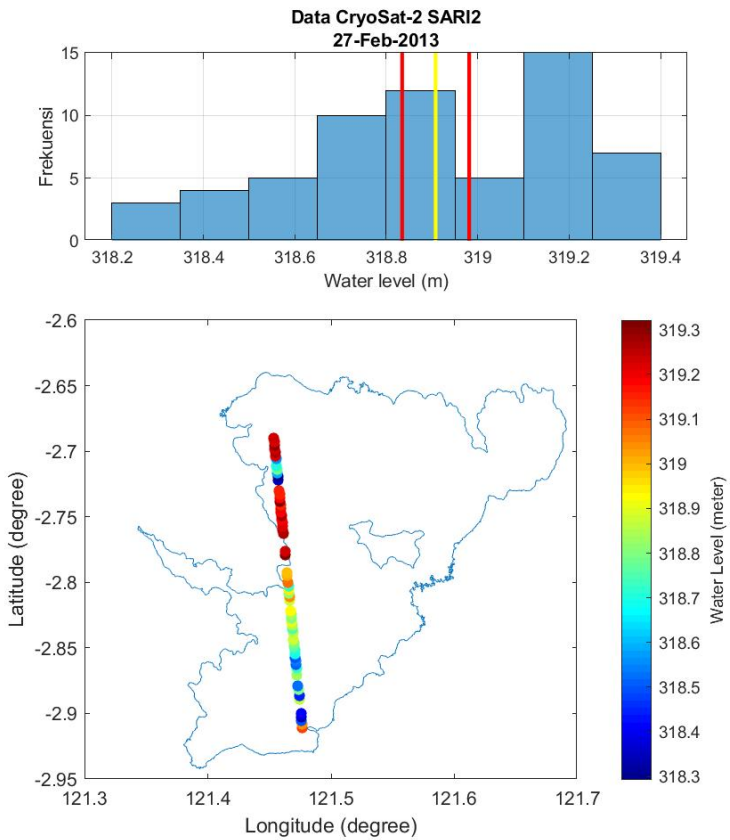 Data CryoSat-2 SARI2
27-Feb-2013
15
10
5
0
Frekuensi
318.2 318.4 318.6 318.8 319 319.2 319.4
Water level (m)
-2.6
-2.65
-2.7
-2.75
-2.8
-2.85
-2.9
-2.95
Latitude (degree)
121.3 121.4 121.5 121.6 121.7
Longitude (degree)
319.3
319.2
319.1
319
318.9
318.8
318.7
318.6
318.5
318.4
318.3
Water Level (meter)